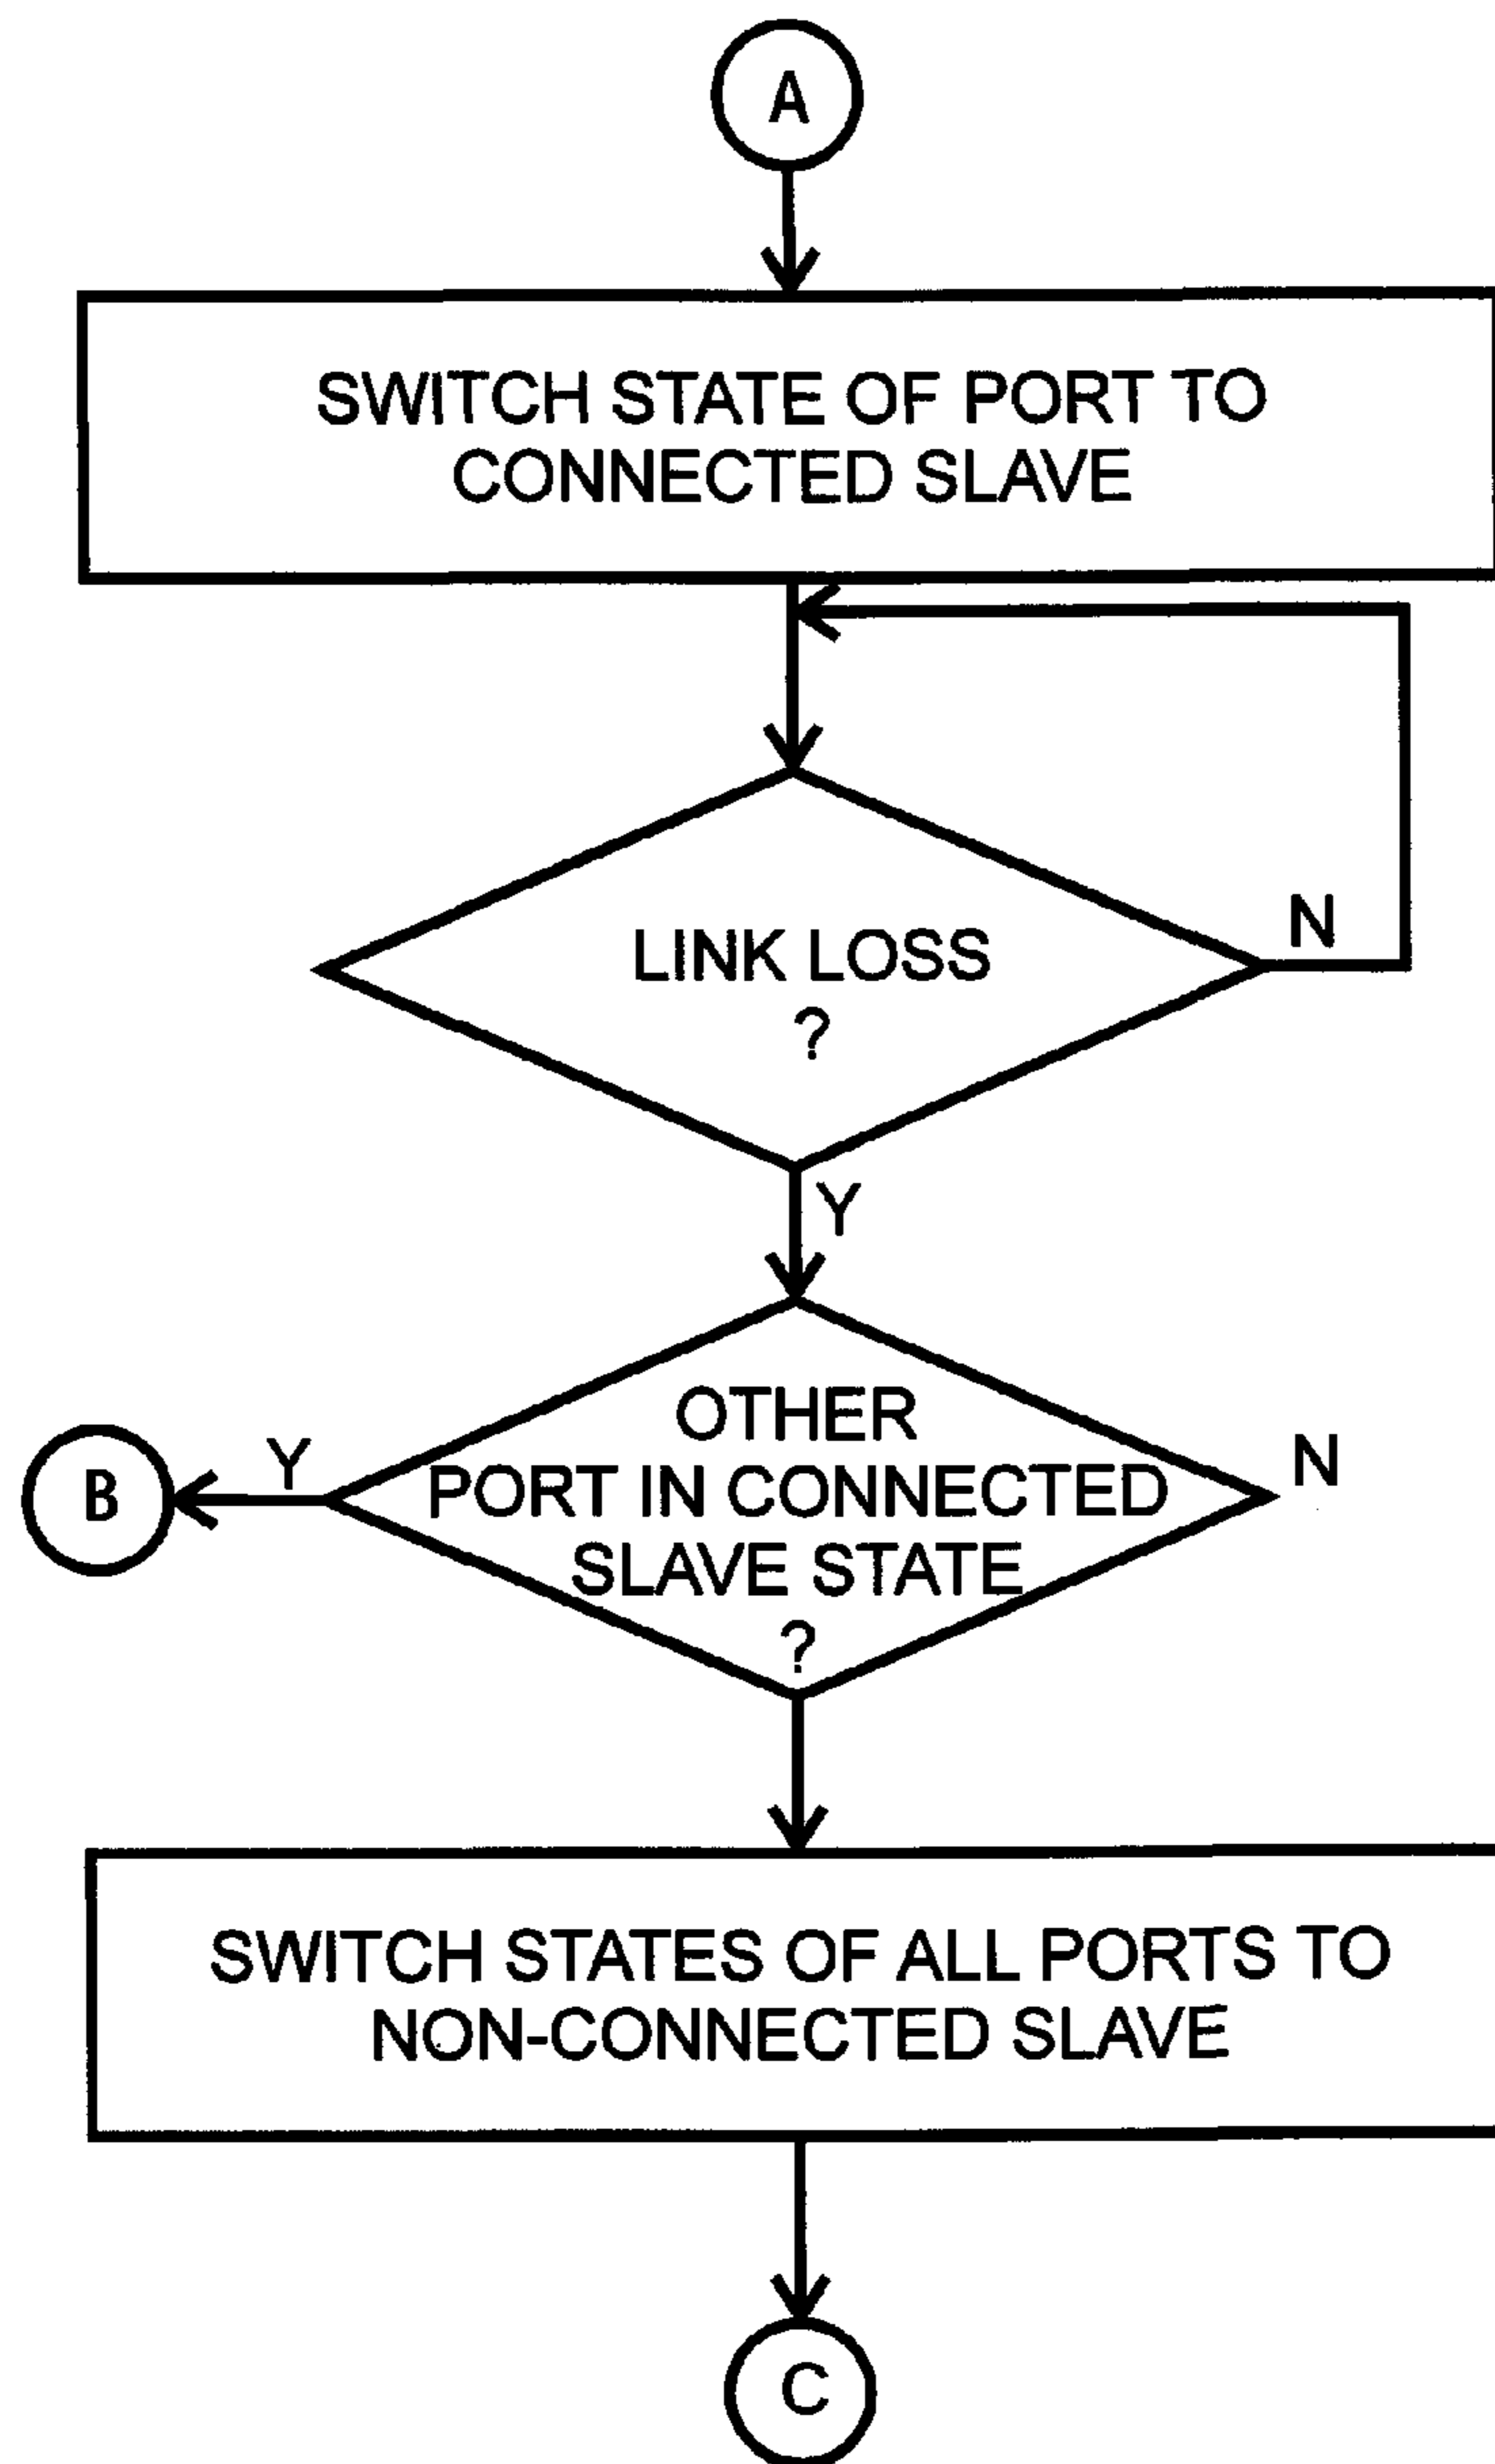 A
SWITCH STATE OF PORT TO
CONNECTED SLAVE
LINK LOSS
?
N
Y
OTHER
PORT IN CONNECTED
SLAVE STATE
?
Y
N
B
SWITCH STATES OF ALL PORTS TO
NON-CONNECTED SLAVE
C